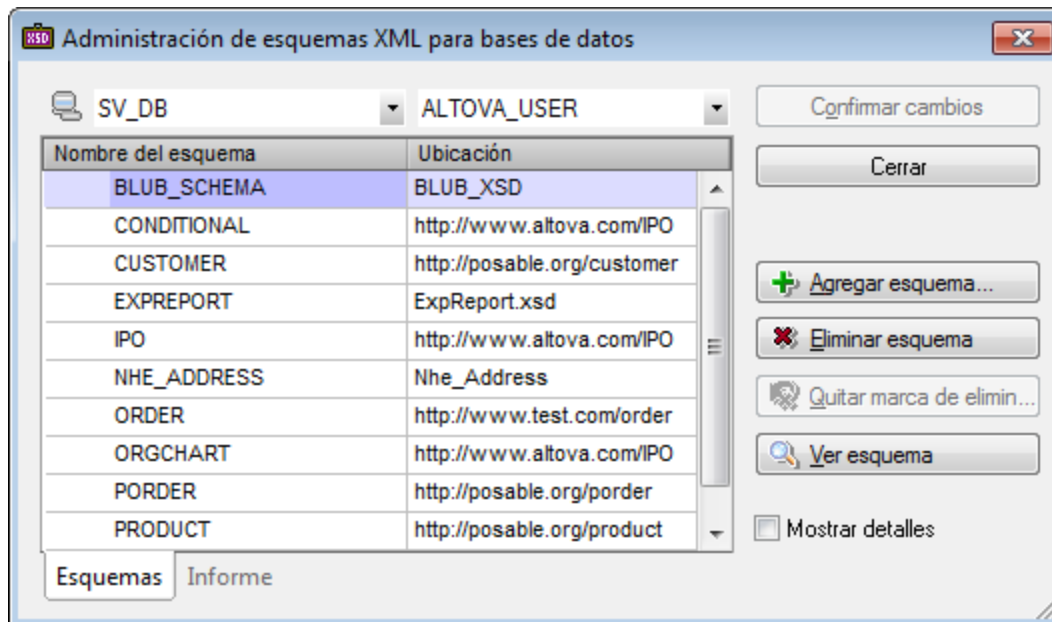 XSD Administración de esquemas XML para bases de datos
SV_DB ALTOVA_USER
Confirmar cambios
Nombre del esquema Ubicación
Cerrar
BLUB_SCHEMA BLUB_XSD
CONDITIONAL http://www.altova.com/IPO
CUSTOMER http://posable.org/customer
Agregar esquema...
EXPREPORT ExpReport.xsd
IPO http://www.altova.com/IPO
Eliminar esquema
NHE_ADDRESS Nhe_Address
Quitar marca de elimin...
ORDER http://www.test.com/order
ORGCHART http://www.altova.com/IPO
Ver esquema
PORDER http://posable.org/porder
PRODUCT http://posable.org/product
Mostrar detalles
Esquemas Informe